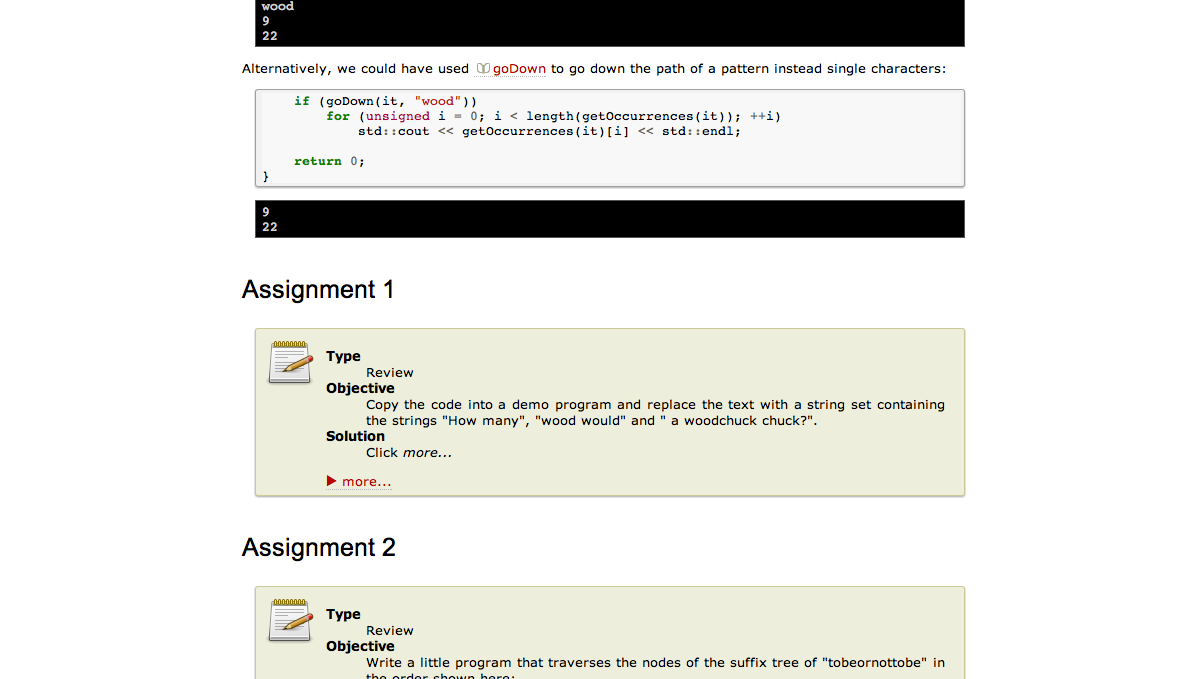 wood
9
22
Alternatively, we could have used goDown to go down the path of a pattern instead single characters:
if (goDown(it, "wood"))
for (unsigned i = 0; i < length(getOccurrences(it)); ++i)
std::cout << getOccurrences(it)[i] << std::endl;
return 0;
}
9
22
Assignment 1
Type
Review
Objective
Copy the code into a demo program and replace the text with a string set containing
the strings "How many", "wood would" and " a woodchuck chuck?".
Solution
Click more...
more...
Assignment 2
Type
Review
Objective
Write a little program that traverses the nodes of the suffix tree of "tobeornottobe" in
the order shown here: